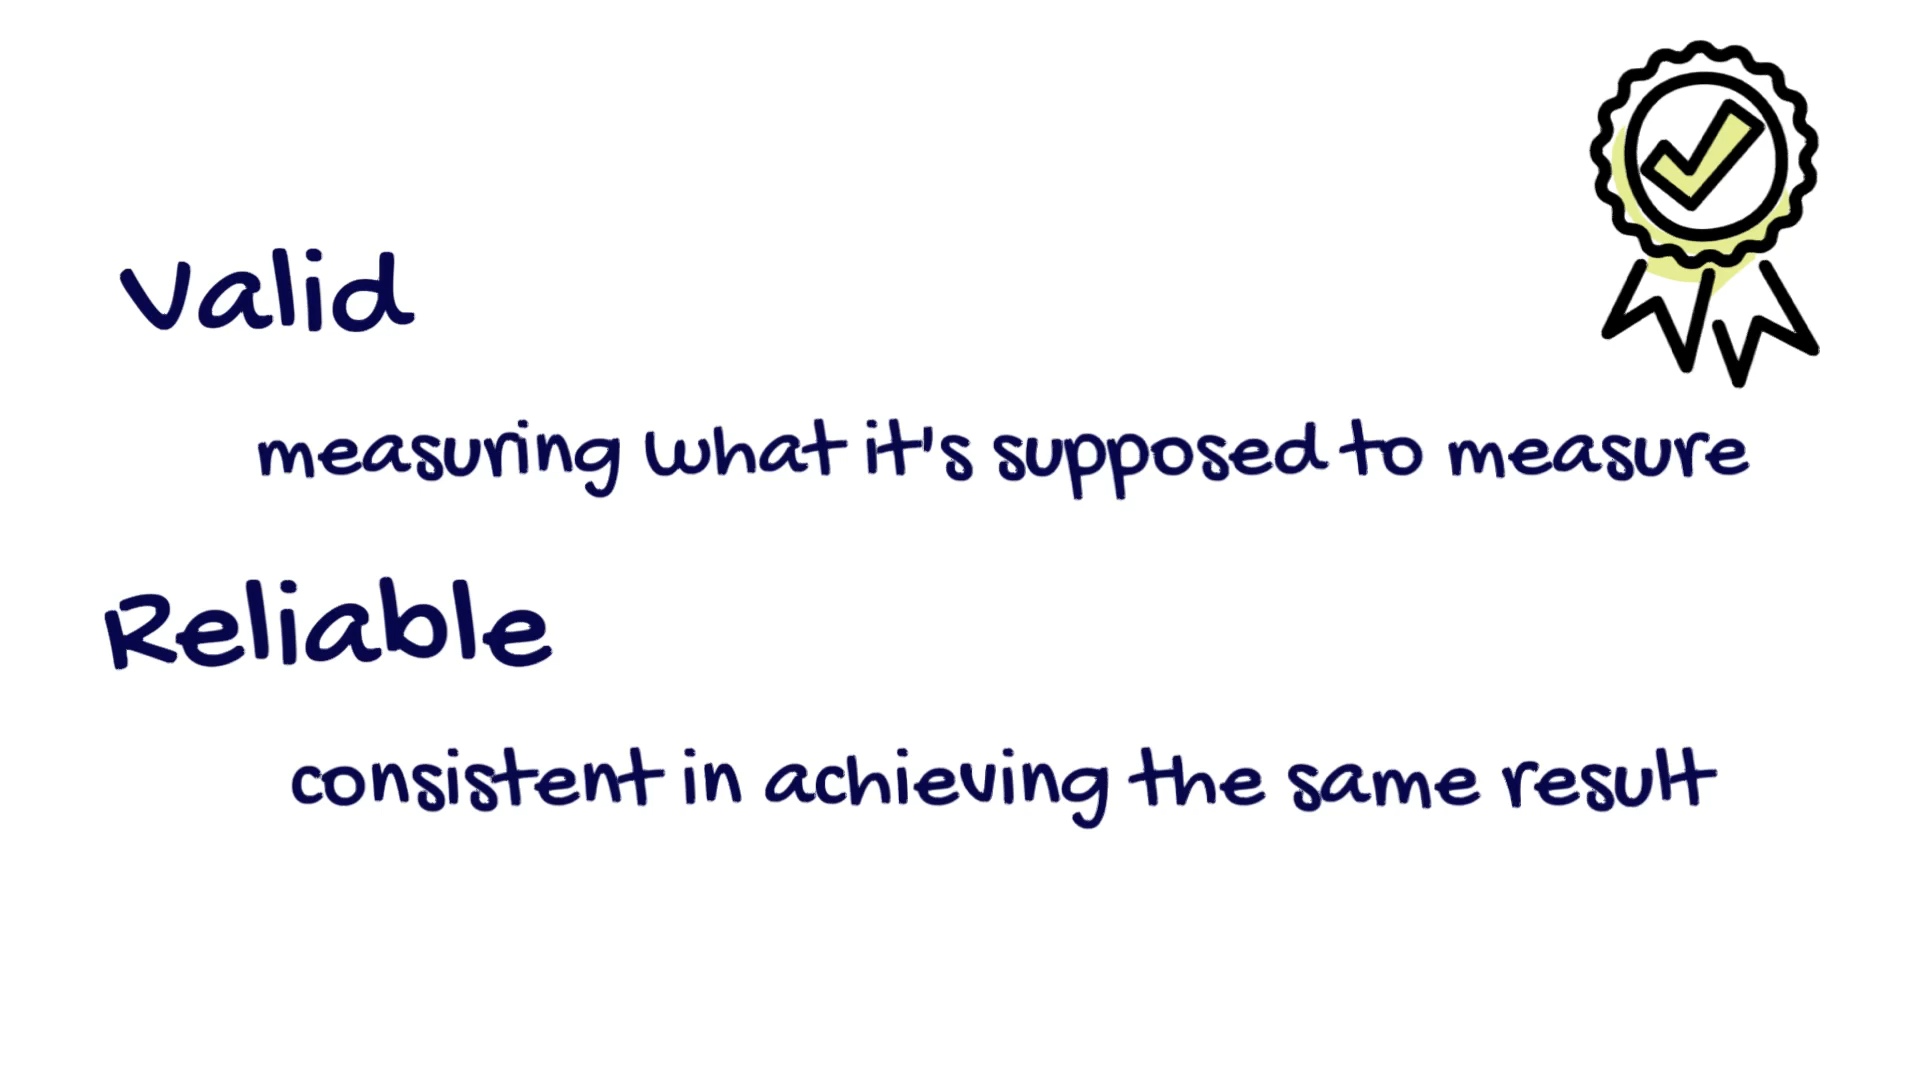 Valid
measuring what it's supposed to measure
Reliable
consistent in achieving the same result